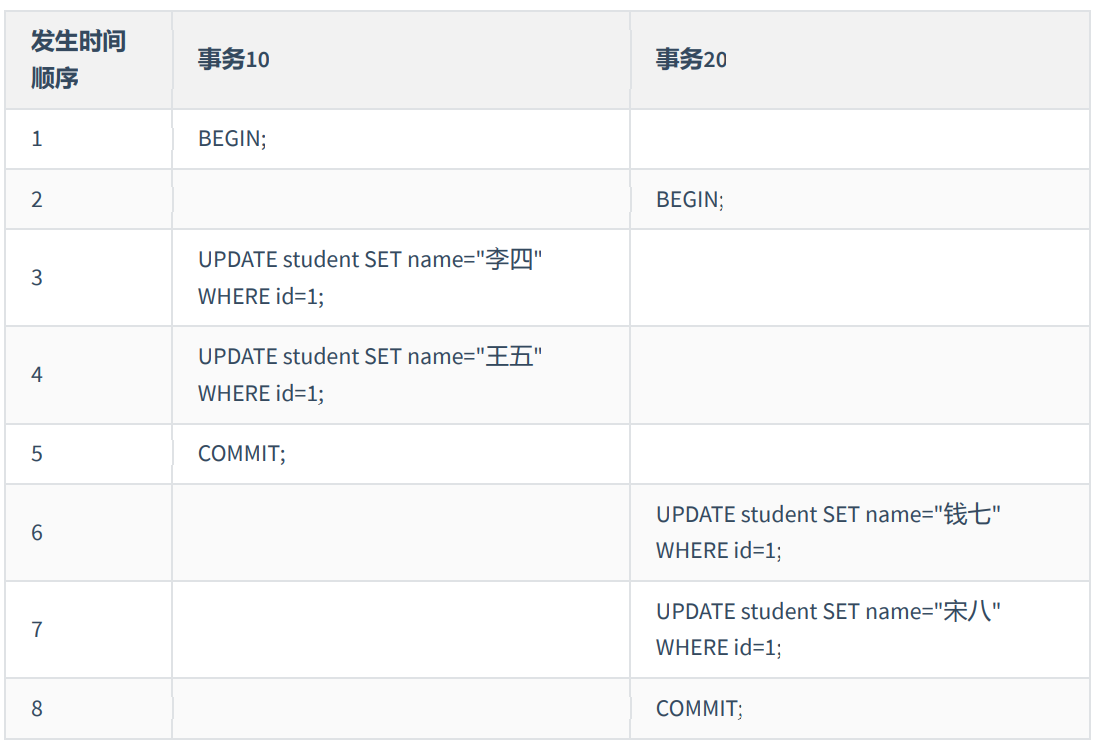 发生时间
顺序
事务10
事务20
1
BEGIN;
2
BEGIN;
3
UPDATE student SET name="李四"
WHERE id=1;
4
UPDATE student SET name="王五"
WHERE id=1;
5
COMMIT;
6
UPDATE student SET name="钱七"
WHERE id=1;
7
UPDATE student SET name="宋八"
WHERE id=1;
8
COMMIT;